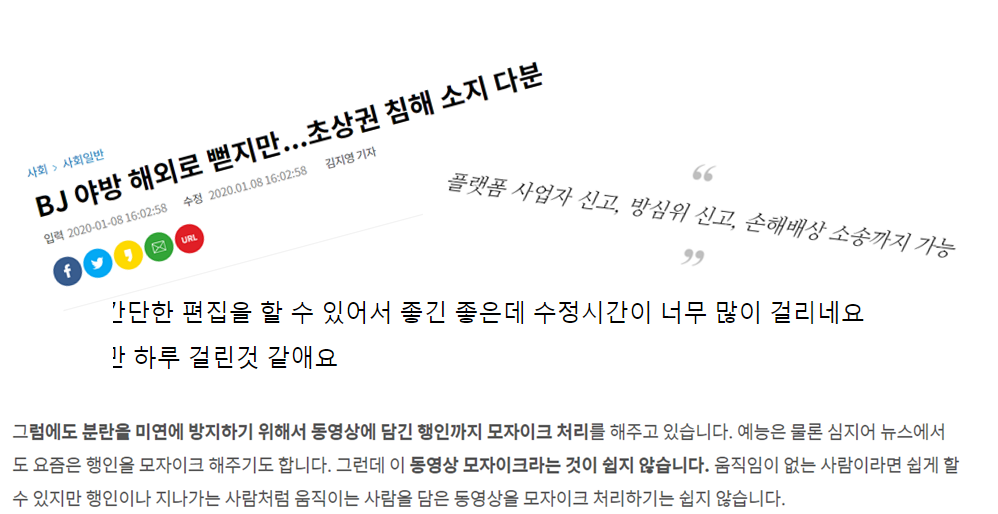 사회 > 사회일반
BJ 야방 해외로 뻗지만...초상권 침해 소지 다분
입력 2020-01-08 16:02:58 수정 2020.01.08 16:02:58 김지영 기자
URL
“
플랫폼 사업자 신고, 방심위 신고, 손해배상 소송까지 가능
”
간단한 편집을 할 수 있어서 좋긴 좋은데 수정시간이 너무 많이 걸리네요
하루 걸린것 같애요
그럼에도 분란을 미연에 방지하기 위해서 동영상에 담긴 행인까지 모자이크 처리를 해주고 있습니다. 예능은 물론 심지어 뉴스에서
도 요즘은 행인을 모자이크 해주기도 합니다. 그런데 이 동영상 모자이크라는 것이 쉽지 않습니다. 움직임이 없는 사람이라면 쉽게 할
수 있지만 행인이나 지나가는 사람처럼 움직이는 사람을 담은 동영상을 모자이크 처리하기는 쉽지 않습니다.